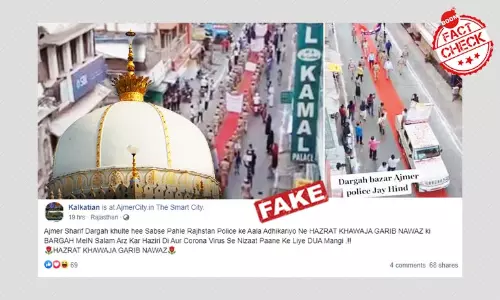 BOOM
FACT
CHECK
L
KAMAL
PALACE
Dargah bazar Ajmer
police Jay Hind
FAKE
Kalkatian is at AjmerCity.in The Smart City.
19 hrs · Rajasthan ·
Ajmer Sharif Dargah khulte hee Sabse Pahle Rajhstan Police ke Aala Adhikariyo Ne HAZRAT KHAWAJA GARIB NAWAZ ki
BARGAH MeiN Salam Arz Kar Haziri Di Aur Corona Virus Se Nizaat Paane Ke Liye DUA Mangi .!!
🌹HAZRAT KHAWAJA GARIB NAWAZ🌹
69
4 comments 68 shares